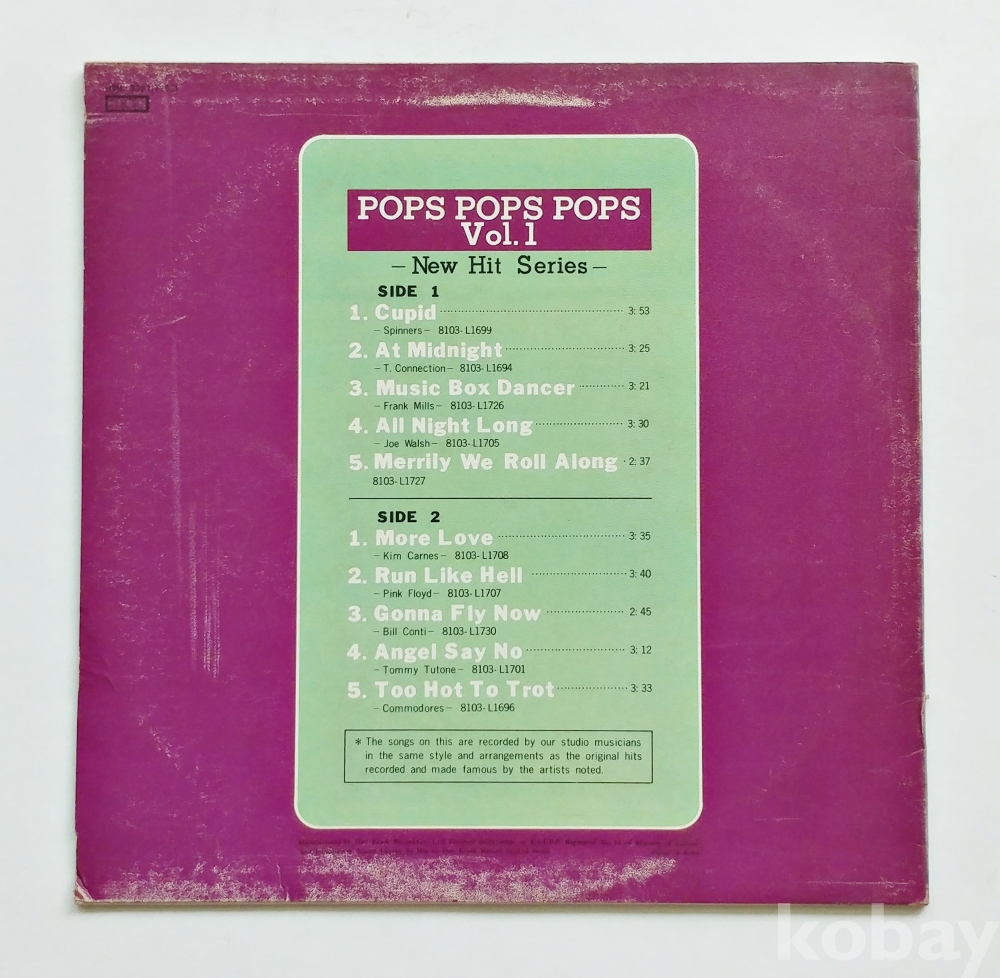 POPS POPS POPS
Vol. 1
— New Hit Series —
SIDE 1
1. Cupid 3:53
— Spinners — 8103-L1699
2. At Midnight 3:25
— T. Connection — 8103-L1694
3. Music Box Dancer 3:21
— Frank Mills — 8103-L1726
4. All Night Long 3:30
— Joe Walsh — 8103-L1705
5. Merrily We Roll Along 2:37
8103-L1727
SIDE 2
1. More Love 3:35
— Kim Carnes — 8103-L1708
2. Run Like Hell 3:40
— Pink Floyd — 8103-L1707
3. Gonna Fly Now 2:45
— Bill Conti — 8103-L1730
4. Angel Say No 3:12
— Tommy Tutone — 8103-L1701
5. Too Hot To Trot 3:33
— Commodores — 8103-L1696
* The songs on this are recorded by our studio musicians
in the same style and arrangements as the original hits
recorded and made famous by the artists noted.
kobay